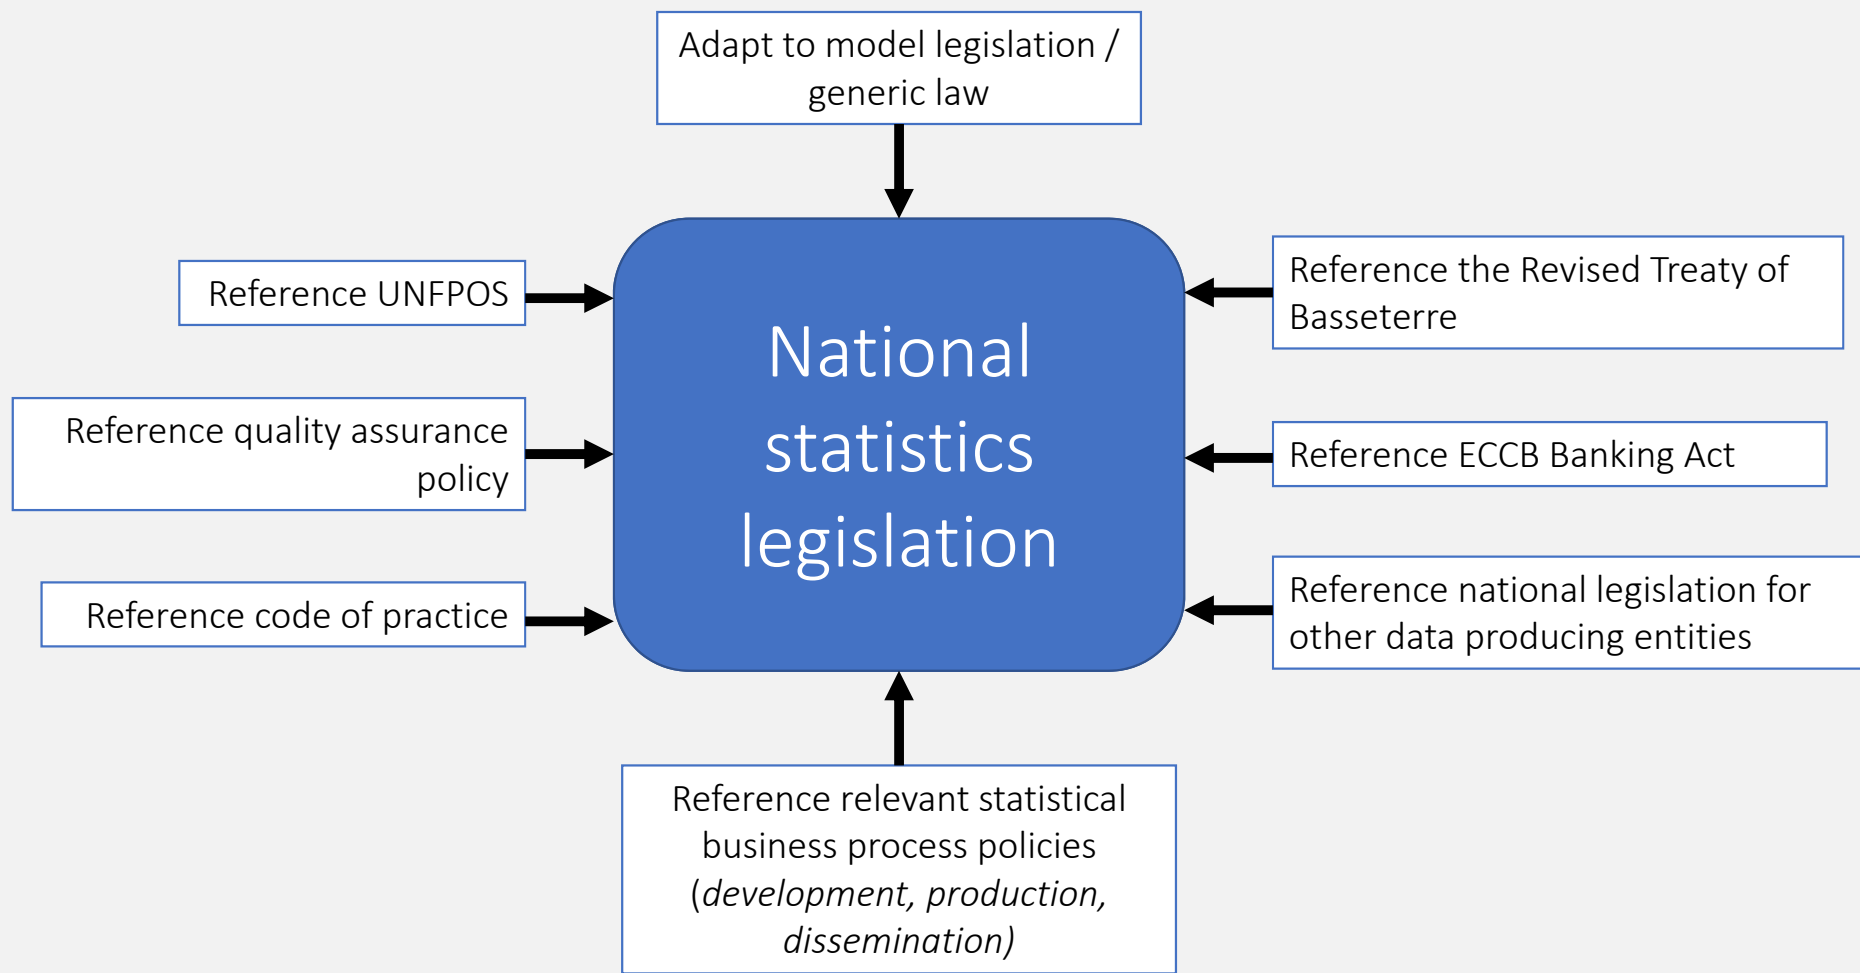 Adapt to model legislation /
generic law
Reference UNFPOS
Reference quality assurance
policy
Reference code of practice
National
statistics
legislation
Reference the Revised Treaty of
Basseterre
Reference ECCB Banking Act
Reference national legislation for
other data producing entities
Reference relevant statistical
business process policies
(development, production,
dissemination)